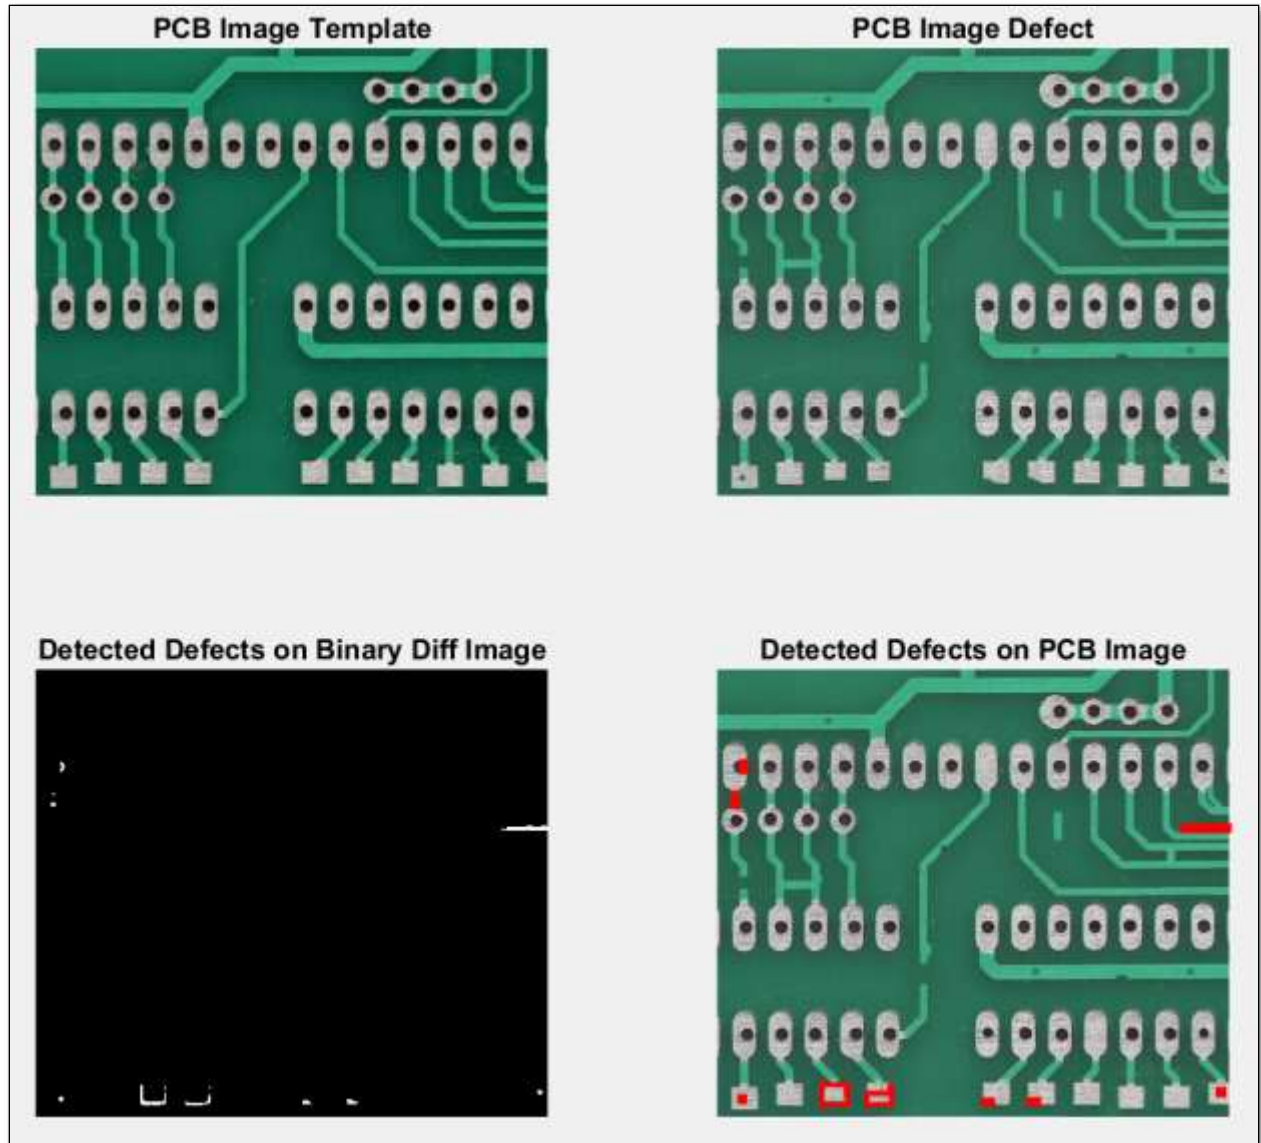 PCB Image Template
PCB Image Defect
Detected Defects on Binary Diff Image
Detected Defects on PCB Image